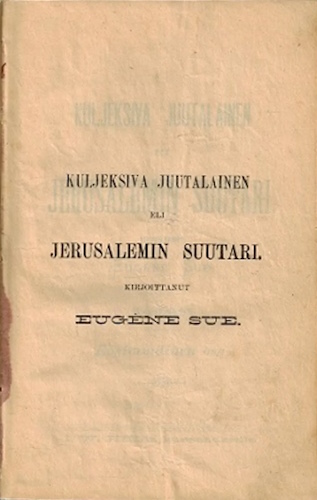 KULJEKSIVA JUUTALAINEN
ELI
JERUSALEMIN SUUTARI.
KIRJOITTANUT
EUGÈNE SUE.